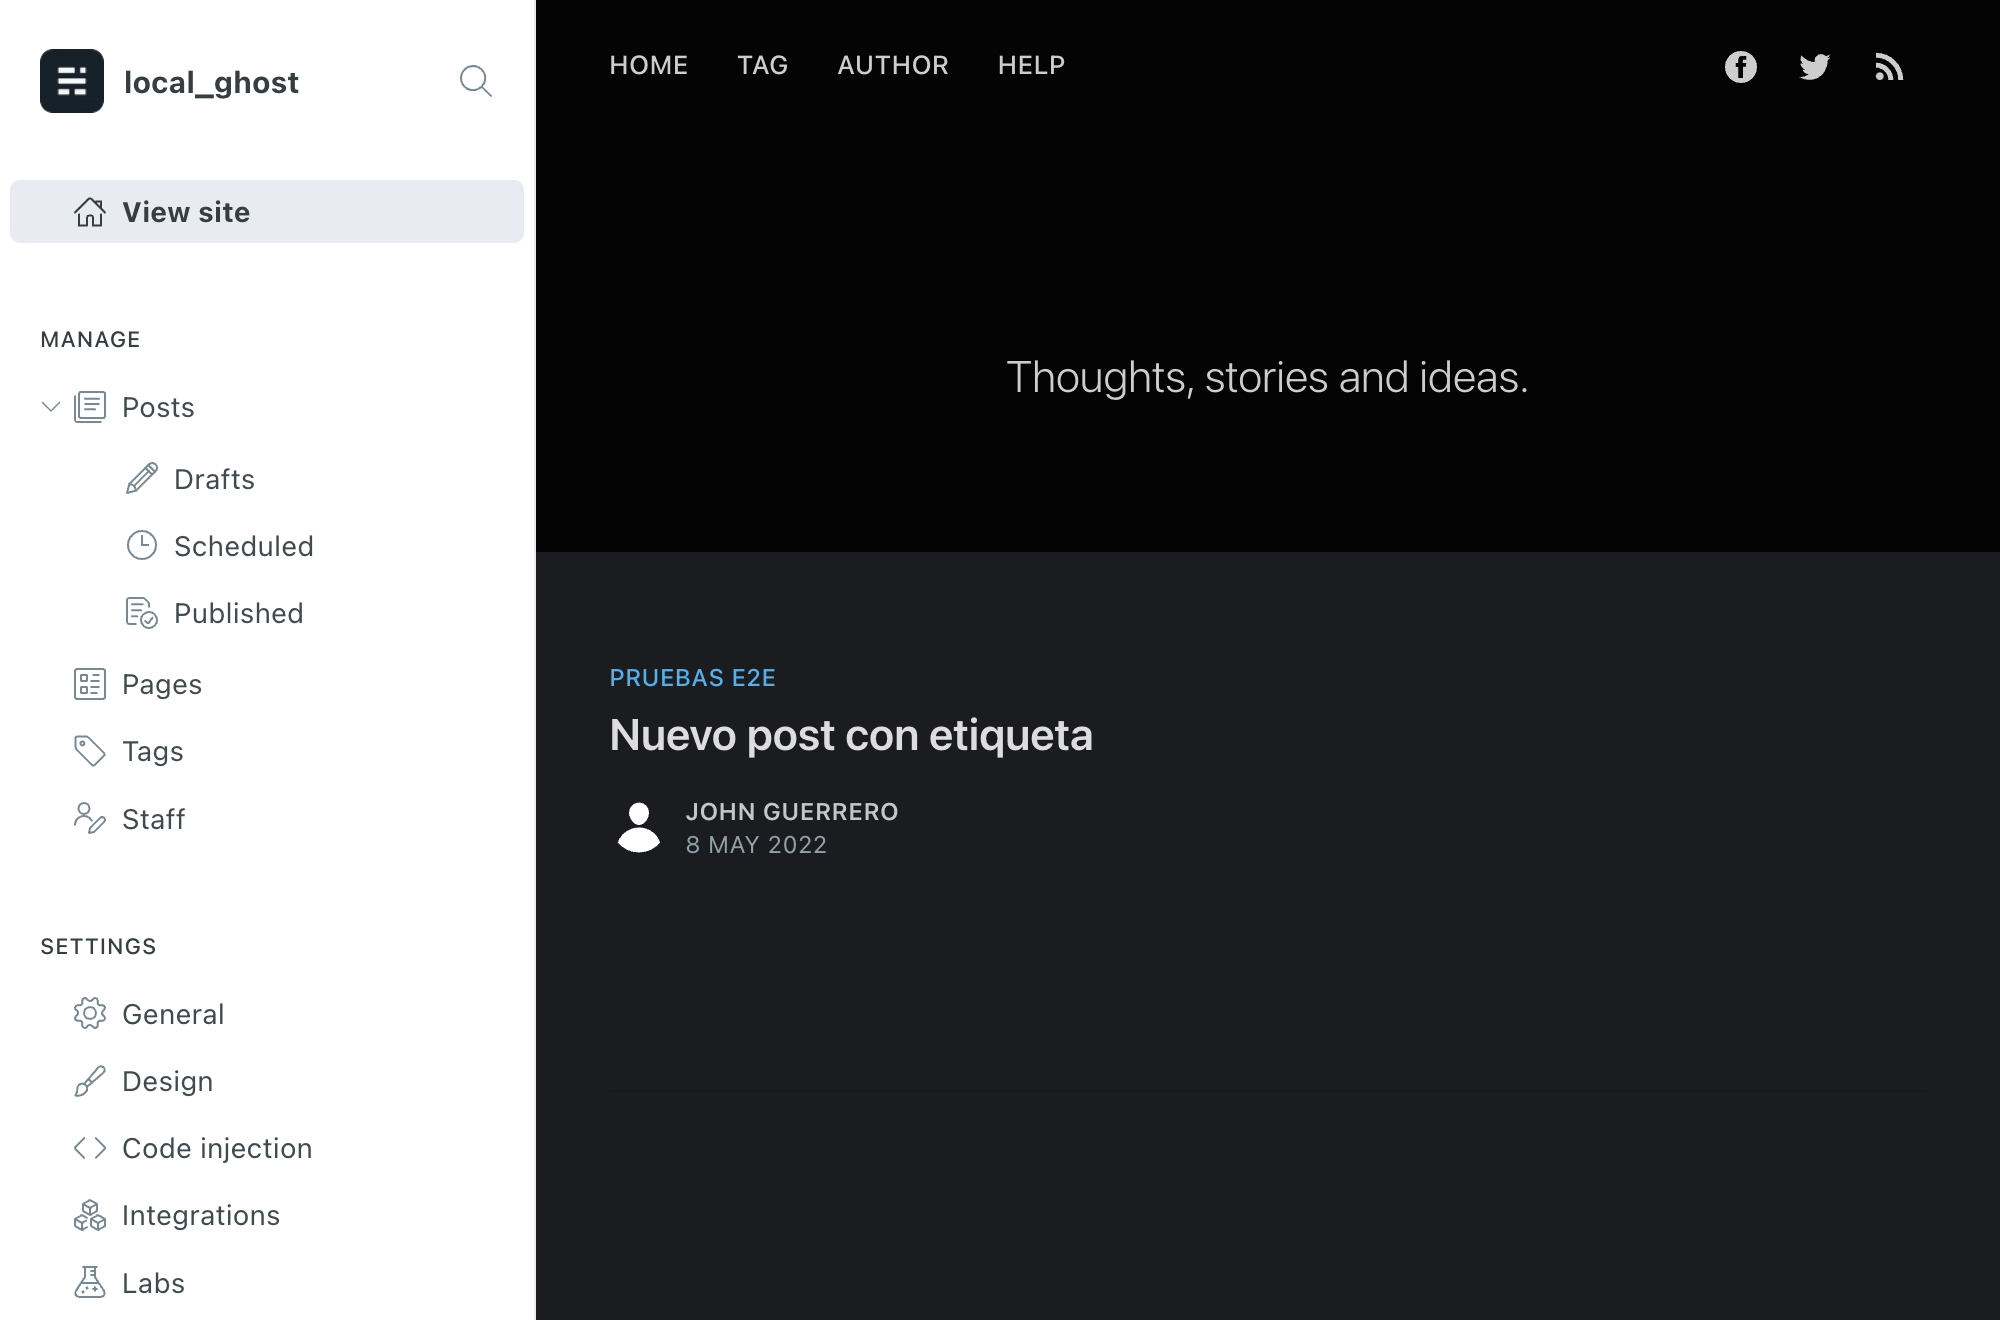 local_ghost
View site
MANAGE
Posts
Drafts
Scheduled
Published
Pages
Tags
Staff
SETTINGS
General
Design
Code injection
Integrations
Labs
HOME TAG AUTHOR HELP
Thoughts, stories and ideas.
PRUEBAS E2E
Nuevo post con etiqueta
JOHN GUERRERO
8 MAY 2022